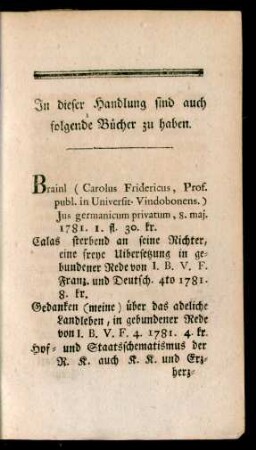 In dieser Handlung sind auch
folgende Bücher zu haben.
Brainl (Carolus Fridericus, Prof.
publ. in Universit. Vindobonens.)
Jus germanicum privatum, 8. maj.
1781. 1. fl. 30. kr.
Calas sterbend an seine Richter,
eine freye Uibersetzung in ge-
bundener Rede von I. B. V. F.
Franz. und Deutsch. 4to 1781.
8. kr.
Gedanken (meine) über das adeliche
Landleben, in gebundener Rede
von I. B. V. F. 4. 1781. 4. kr.
Hof- und Staatsschematismus der
R. K. auch K. K. und Erz-
herz-